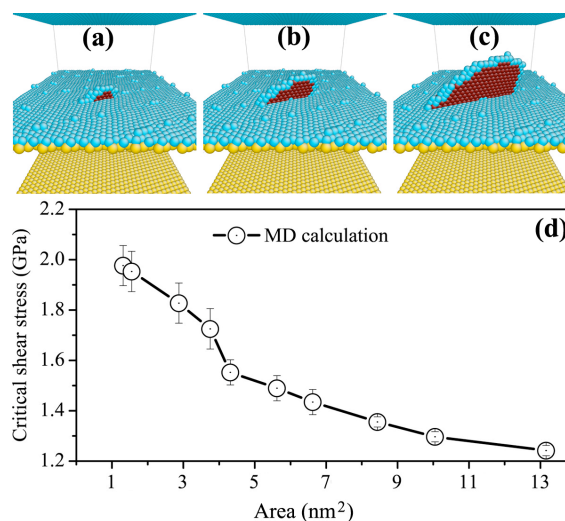 (a) (b) (c)
(d)
MD calculation
Critical shear stress (GPa)
2.2
2.0
1.8
1.6
1.4
1.2
1 3 5 7 9 11 13
Area (nm²)